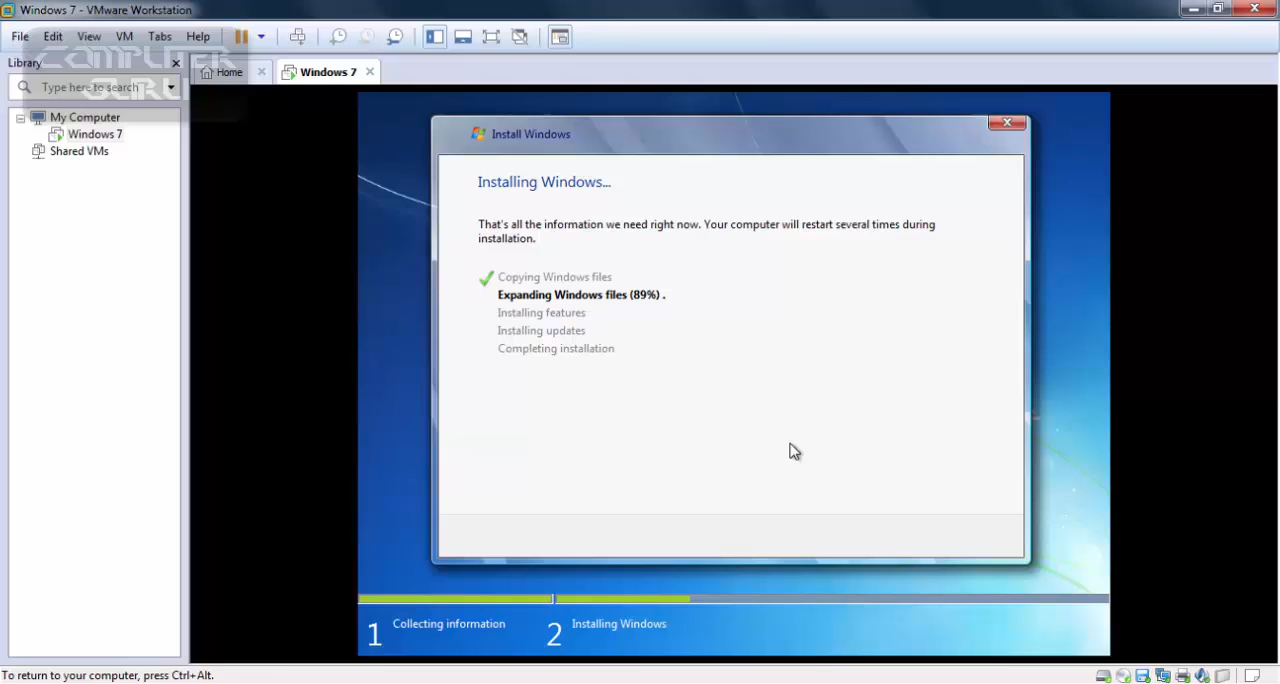 Windows 7 - VMware Workstation
File Edit View VM Tabs Help
COMPUTER
GURU
Library
Type here to search
Home
Windows 7
My Computer
Windows 7
Shared VMs
Install Windows
Installing Windows...
That's all the information we need right now. Your computer will restart several times during
installation.
Copying Windows files
Expanding Windows files (89%) .
Installing features
Installing updates
Completing installation
1 Collecting information
2 Installing Windows
To return to your computer, press Ctrl+Alt.